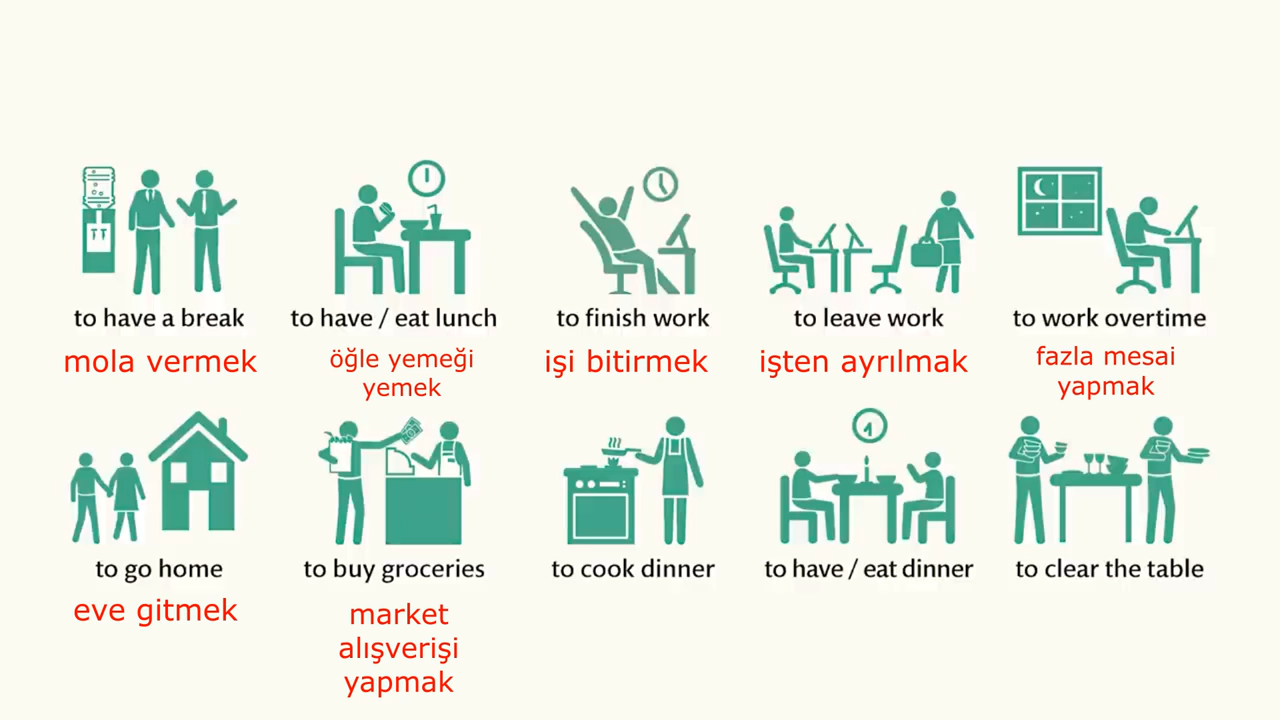 to have a break
to have / eat lunch
to finish work
to leave work
to work overtime
mola vermek
öğle yemeği
yemek
işi bitirmek
işten ayrılmak
fazla mesai
yapmak
to go home
to buy groceries
to cook dinner
to have / eat dinner
to clear the table
eve gitmek
market
alışverişi
yapmak